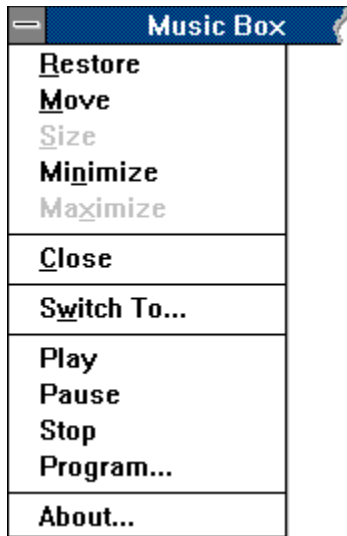 Music Box
Restore
Move
Size
Minimize
Maximize
Close
Switch To...
Play
Pause
Stop
Program...
About...